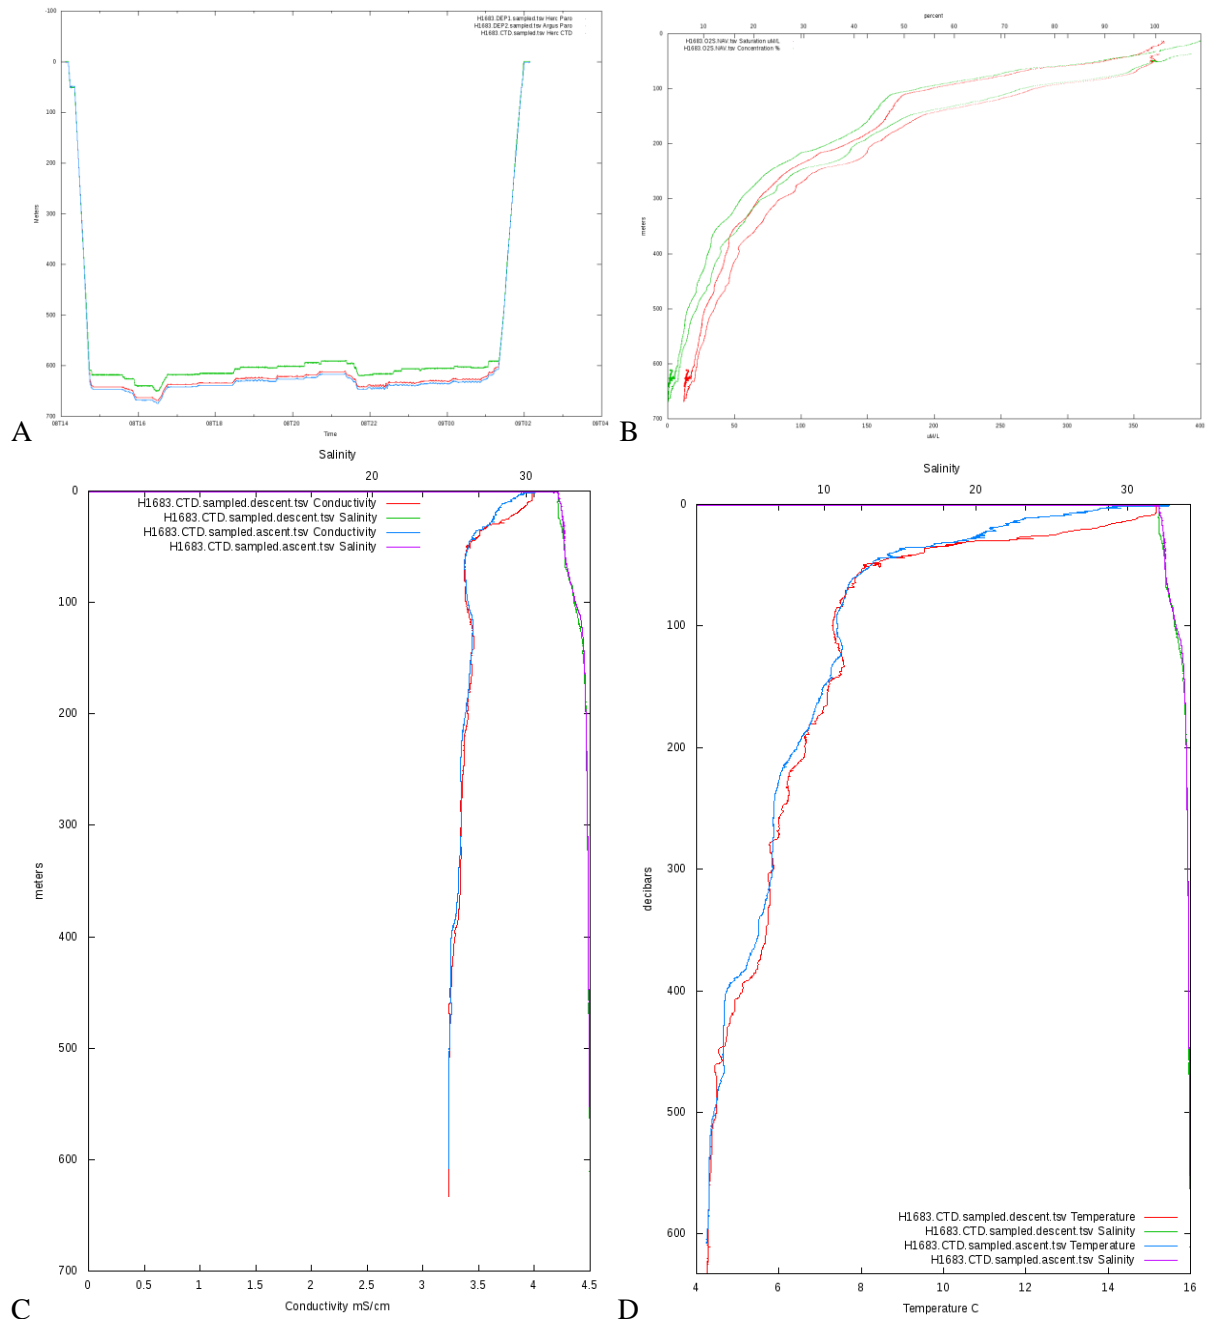 -100
0
100
200
300
400
500
600
700
Meters
H1683.DEP1.sampled.tsv Herc Paro
H1683.DEP2.sampled.tsv Argus Paro
H1683.CTD.sampled.tsv Herc CTD
08T14
08T16
08T18
08T20
08T22
09T00
09T02
09T04
Time
A
percent
10
20
30
40
50
60
70
80
90
100
H1683.O2S.NAV.tsv Saturation uM/L
H1683.O2S.NAV.tsv Concentration %
0
100
200
300
400
500
600
700
meters
0
50
100
150
200
250
300
350
400
uM/L
B
Salinity
20
30
H1683.CTD.sampled.descent.tsv Conductivity
H1683.CTD.sampled.descent.tsv Salinity
H1683.CTD.sampled.ascent.tsv Conductivity
H1683.CTD.sampled.ascent.tsv Salinity
0
100
200
300
400
500
600
700
meters
0
0.5
1
1.5
2
2.5
3
3.5
4
4.5
Conductivity mS/cm
C
Salinity
10
20
30
0
100
200
300
400
500
600
decibars
H1683.CTD.sampled.descent.tsv Temperature
H1683.CTD.sampled.descent.tsv Salinity
H1683.CTD.sampled.ascent.tsv Temperature
H1683.CTD.sampled.ascent.tsv Salinity
4
6
8
10
12
14
16
Temperature C
D